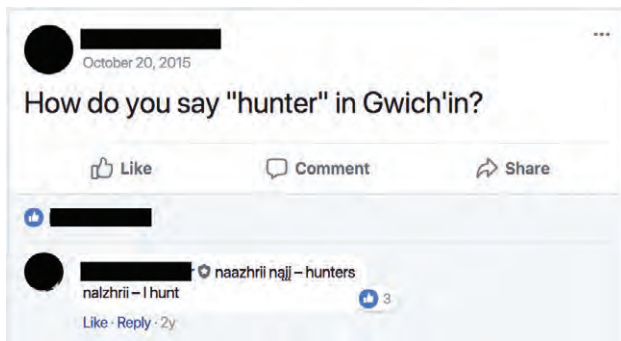 October 20, 2015
How do you say "hunter" in Gwich'in?
Like Comment Share
naazhrii nąįį – hunters
nalzhrii – I hunt
3
Like · Reply · 2y